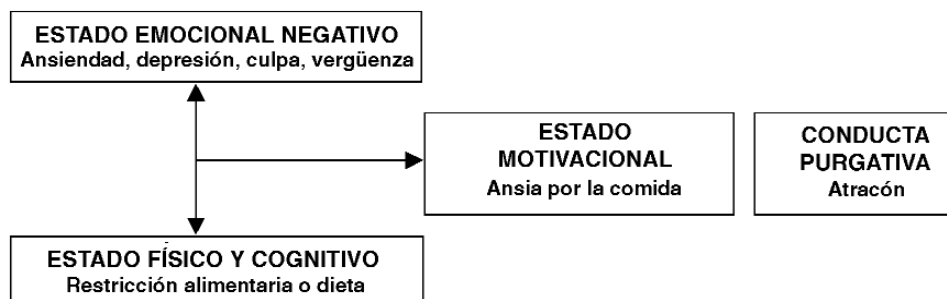 ESTADO EMOCIONAL NEGATIVO
Ansiendad, depresión, culpa, vergüenza
ESTADO
MOTIVACIONAL
Ansia por la comida
CONDUCTA
PURGATIVA
Atracón
ESTADO FÍSICO Y COGNITIVO
Restricción alimentaria o dieta